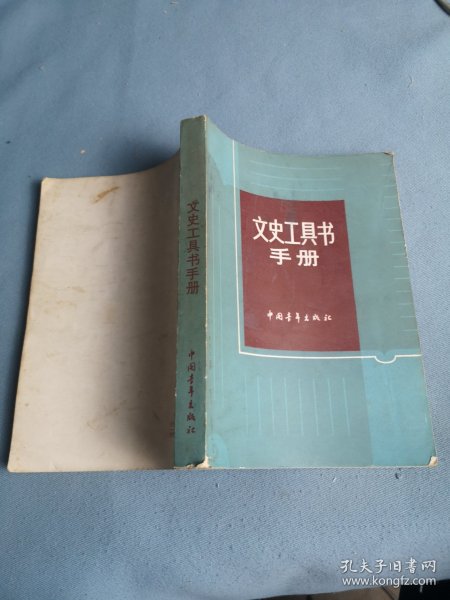 文史工具书
手册
中国青年出版社
文史工具书手册
中国青年出版社
孔夫子旧书网
www.kongfz.com